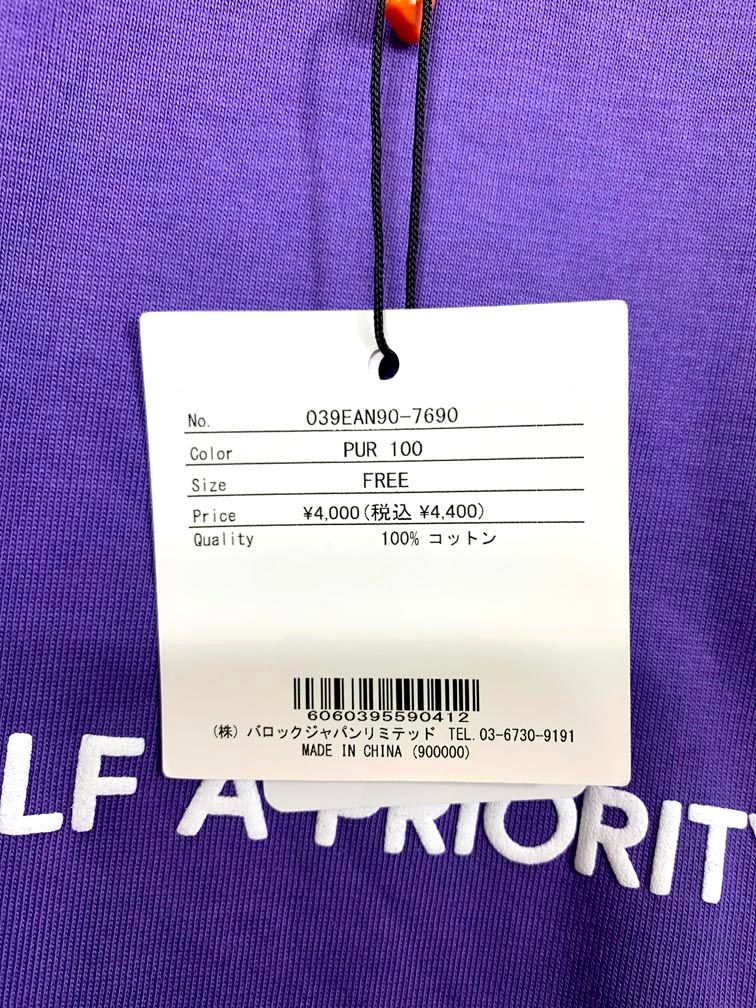 No. 039EAN90-7690
Color PUR 100
Size FREE
Price ¥4,000(税込 ¥4,400)
Quality 100% コットン
6060395590412
(株) バロックジャパンリミテッド TEL.03-6730-9191
MADE IN CHINA (900000)
LF A PRIORITY